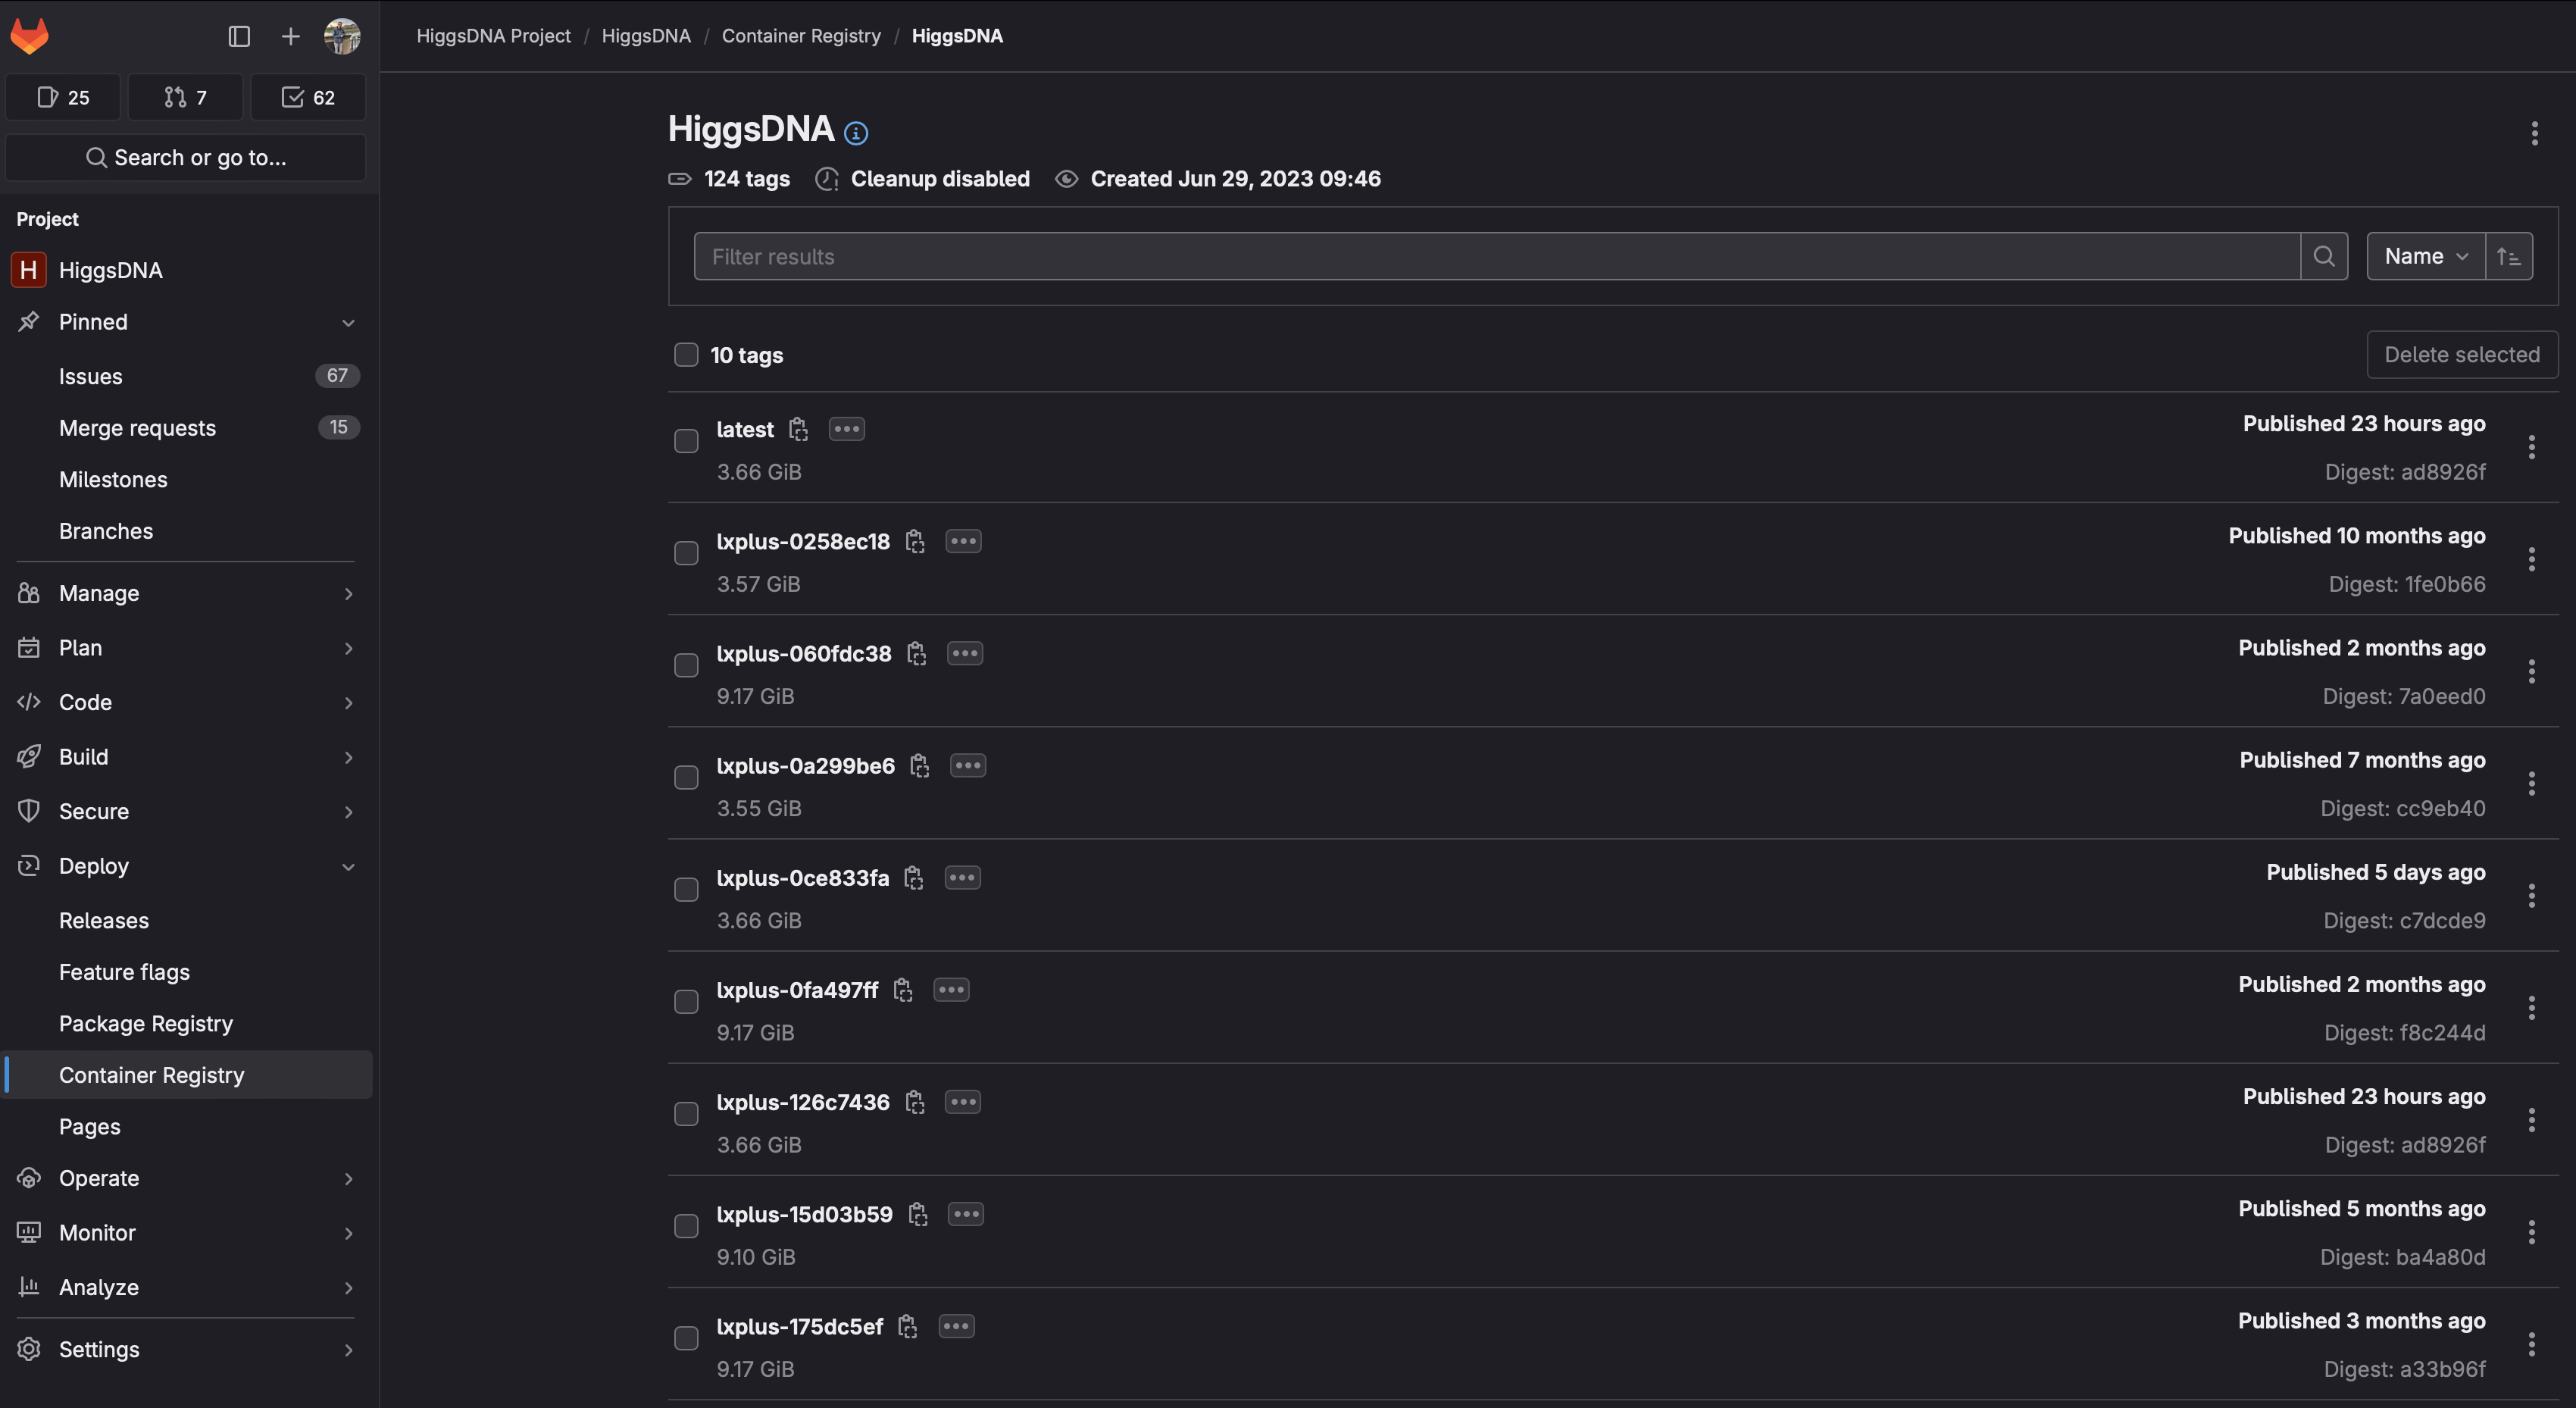 HiggsDNA Project / HiggsDNA / Container Registry / HiggsDNA
25 7 62
Search or go to...
Project
H HiggsDNA
Pinned
Issues 67
Merge requests 15
Milestones
Branches
Manage
Plan
Code
Build
Secure
Deploy
Releases
Feature flags
Package Registry
Container Registry
Pages
Operate
Monitor
Analyze
Settings
HiggsDNA
124 tags Cleanup disabled Created Jun 29, 2023 09:46
Filter results Name
10 tags Delete selected
latest Published 23 hours ago
3.66 GiB Digest: ad8926f
lxplus-0258ec18 Published 10 months ago
3.57 GiB Digest: 1fe0b66
lxplus-060fdc38 Published 2 months ago
9.17 GiB Digest: 7a0eed0
lxplus-0a299be6 Published 7 months ago
3.55 GiB Digest: cc9eb40
lxplus-0ce833fa Published 5 days ago
3.66 GiB Digest: c7dcde9
lxplus-0fa497ff Published 2 months ago
9.17 GiB Digest: f8c244d
lxplus-126c7436 Published 23 hours ago
3.66 GiB Digest: ad8926f
lxplus-15d03b59 Published 5 months ago
9.10 GiB Digest: ba4a80d
lxplus-175dc5ef Published 3 months ago
9.17 GiB Digest: a33b96f